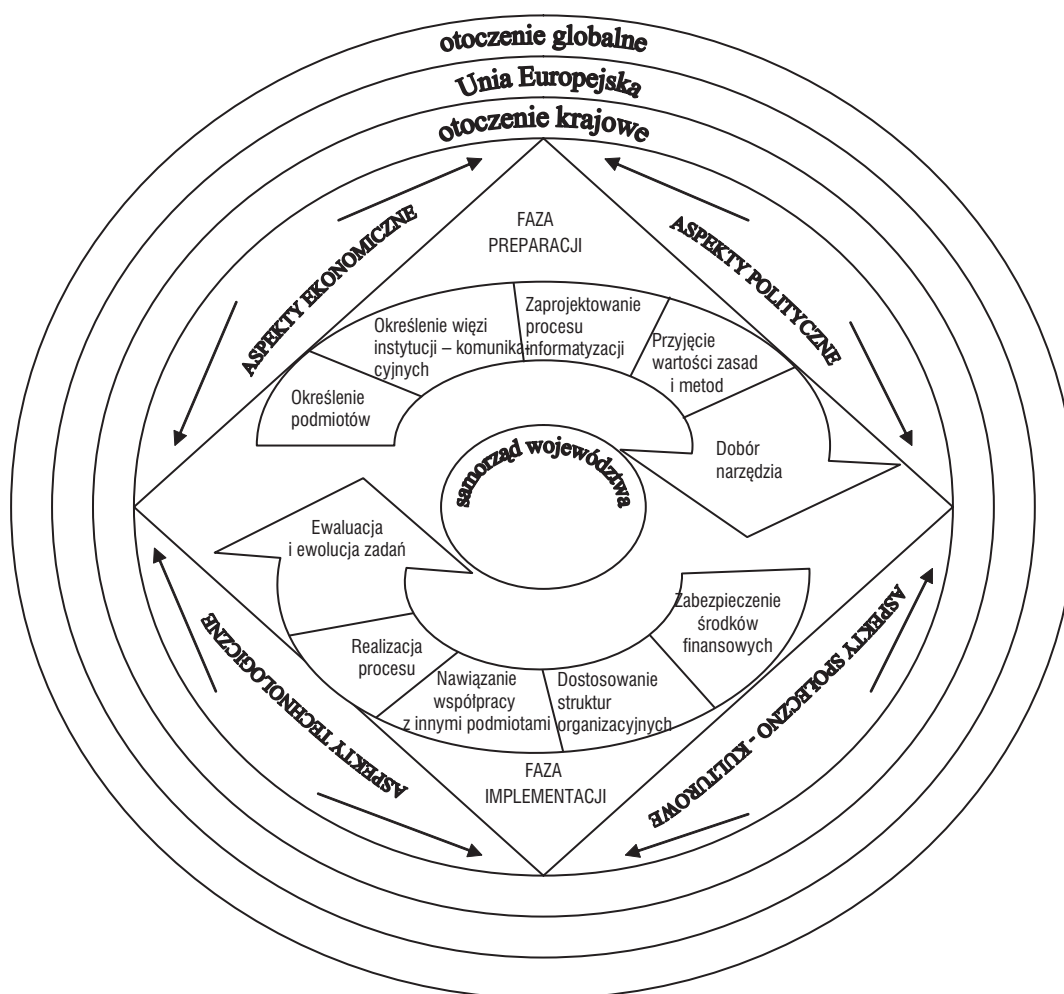 otoczenie globalne
Unia Europejska
otoczenie krajowe
ASPEKTY EKONOMICZNE
ASPEKTY POLITYCZNE
FAZA
PREPARACJI
Określenie
podmiotów
Określenie więzi
instytucji – komunika-
cyjnych
Zaprojektowanie
procesu
informatyzacji
Przyjęcie
wartości zasad
i metod
Dobór
narzędzia
samorząd województwa
Ewaluacja
i ewolucja zadań
Realizacja
procesu
Nawiązanie
współpracy
z innymi podmiotami
Dostosowanie
struktur
organizacyjnych
Zabezpieczenie
środków
finansowych
FAZA
IMPLEMENTACJI
ASPEKTY TECHNOLOGICZNE
ASPEKTY SPOŁECZNO - KULTUROWE